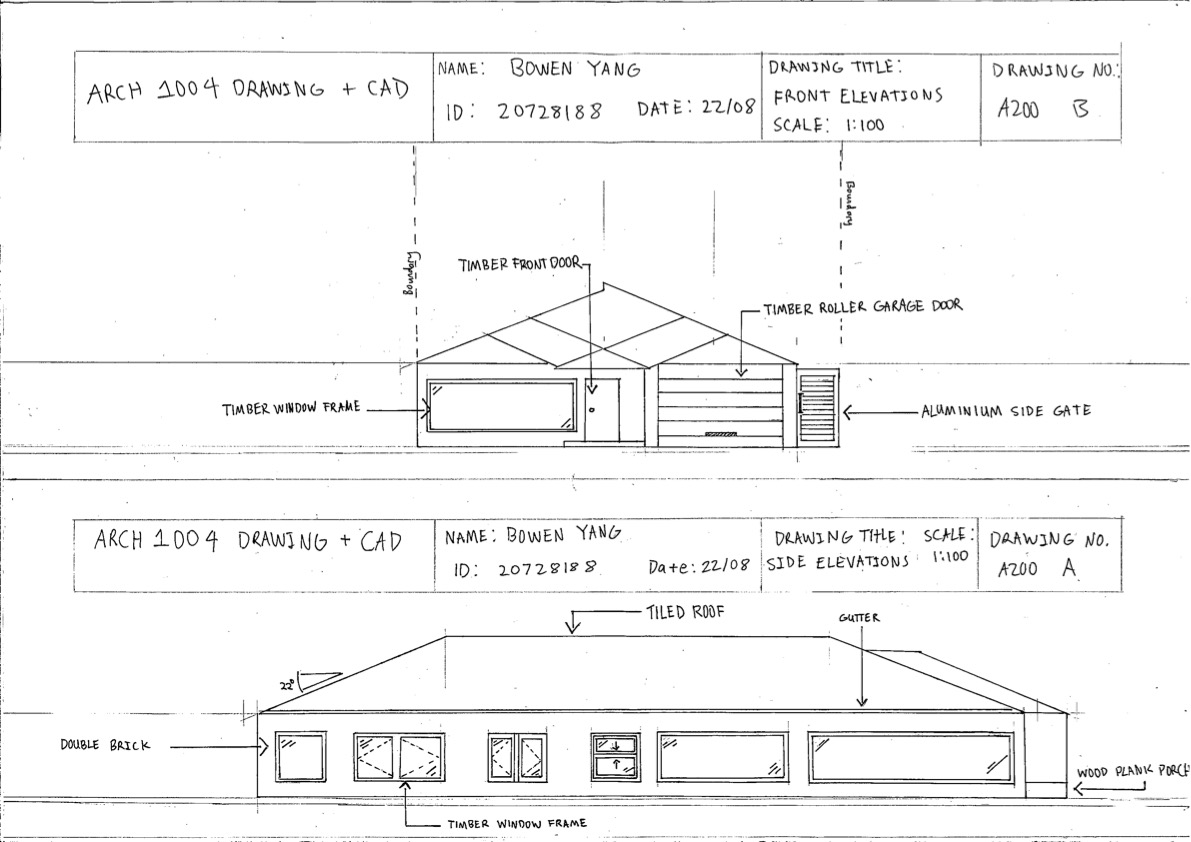 ARCH 1004 DRAWING + CAD
NAME: BOWEN YANG
ID: 20728188 DATE: 22/08
DRAWING TITLE:
FRONT ELEVATIONS
SCALE: 1:100
DRAWING NO.:
A200 B
Boundary
Boundary
TIMBER FRONT DOOR
TIMBER ROLLER GARAGE DOOR
TIMBER WINDOW FRAME
ALUMINIUM SIDE GATE
ARCH 1004 DRAWING + CAD
NAME: BOWEN YANG
ID: 20728188 Date: 22/08
DRAWING TITLE: SCALE:
SIDE ELEVATIONS 1:100
DRAWING NO.
A200 A
TILED ROOF
GUTTER
22°
DOUBLE BRICK
WOOD PLANK PORCH
TIMBER WINDOW FRAME